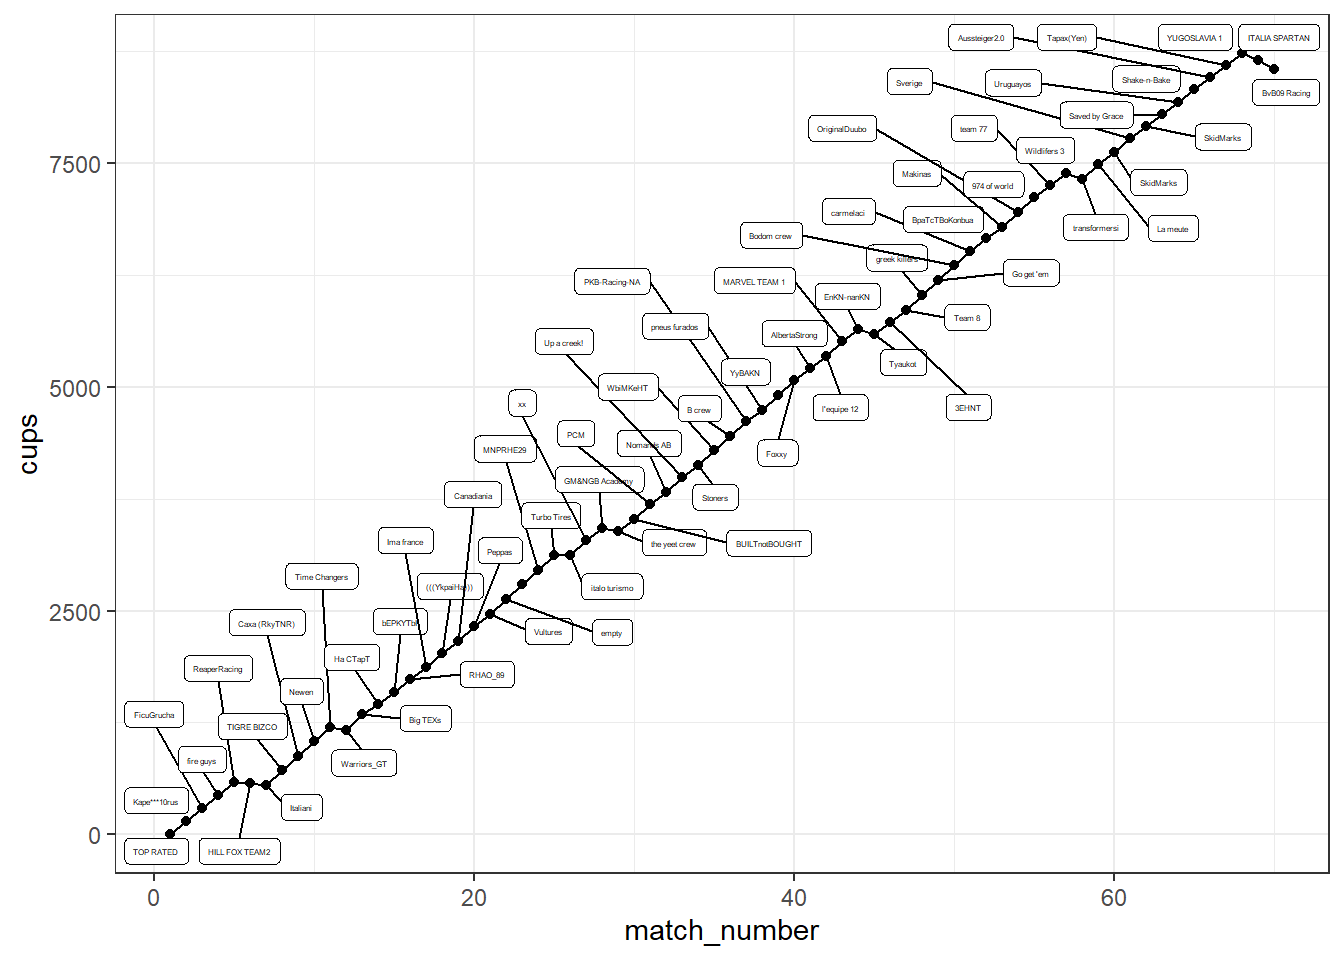 Aussteiger2.0
Tapax(Yen)
YUGOSLAVIA 1
ITALIA SPARTAN
Sverige
Uruguayos
Shake-n-Bake
BvB09 Racing
OriginalDuubo
team 77
Saved by Grace
SkidMarks
7500
Wildlifers 3
Makinas
974 of world
SkidMarks
carmelaci
BpaTcTBoKonbua
transformersi
La meute
Bodom crew
greek killers
Go get 'em
PKB-Racing-NA
MARVEL TEAM 1
EnKN-nanKN
Team 8
pneus furados
AlbertaStrong
Up a creek!
Tyaukot
YyBAKN
5000
WbiMKeHT
xx
B crew
l'equipe 12
3EHNT
cups
PCM
Nomands AB
MNPRHE29
Foxxy
GM&NGB Academy
Canadiania
Stoners
Turbo Tires
Ima france
Peppas
the yeet crew
BUILTnotBOUGHT
Time Changers
(((YkpaiHa)))
italo turismo
2500
Caxa (RkyTNR)
bEPKYTbI
Vultures
empty
ReaperRacing
Ha CTapT
RHAO_89
Newen
FicuGrucha
TIGRE BIZCO
Big TEXs
fire guys
Warriors_GT
Kape***10rus
Italiani
0
TOP RATED
HILL FOX TEAM2
0
20
40
60
match_number